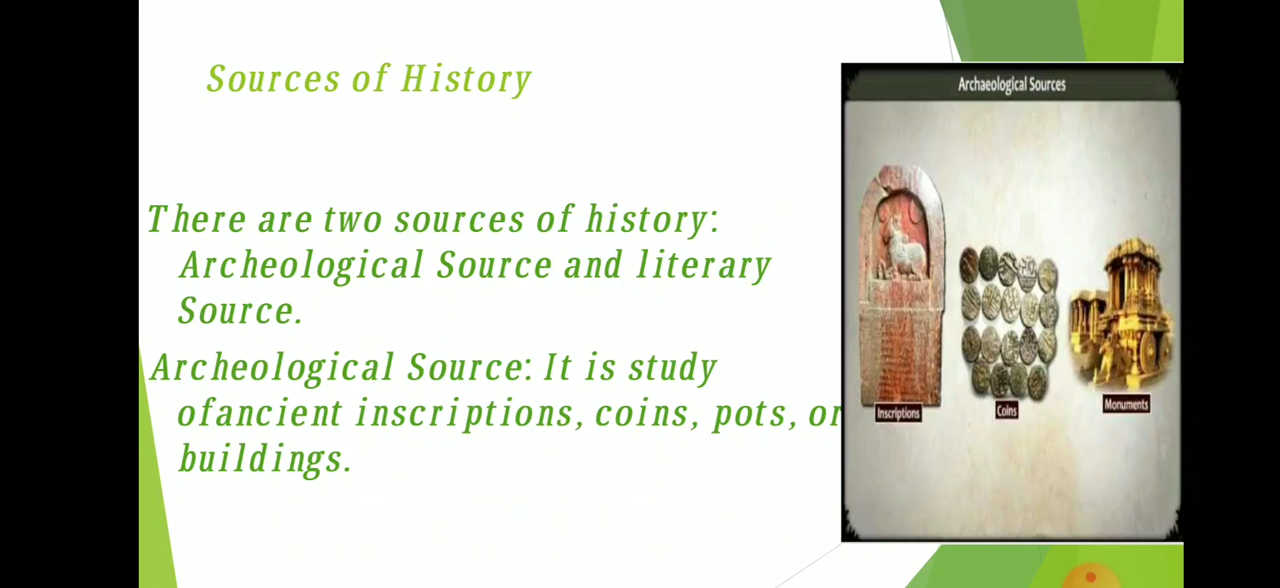 Sources of History
There are two sources of history:
Archeological Source and literary
Source.
Archeological Source: It is study
ofancient inscriptions, coins, pots, or
buildings.
Archaeological Sources
Inscriptions
Coins
Monuments